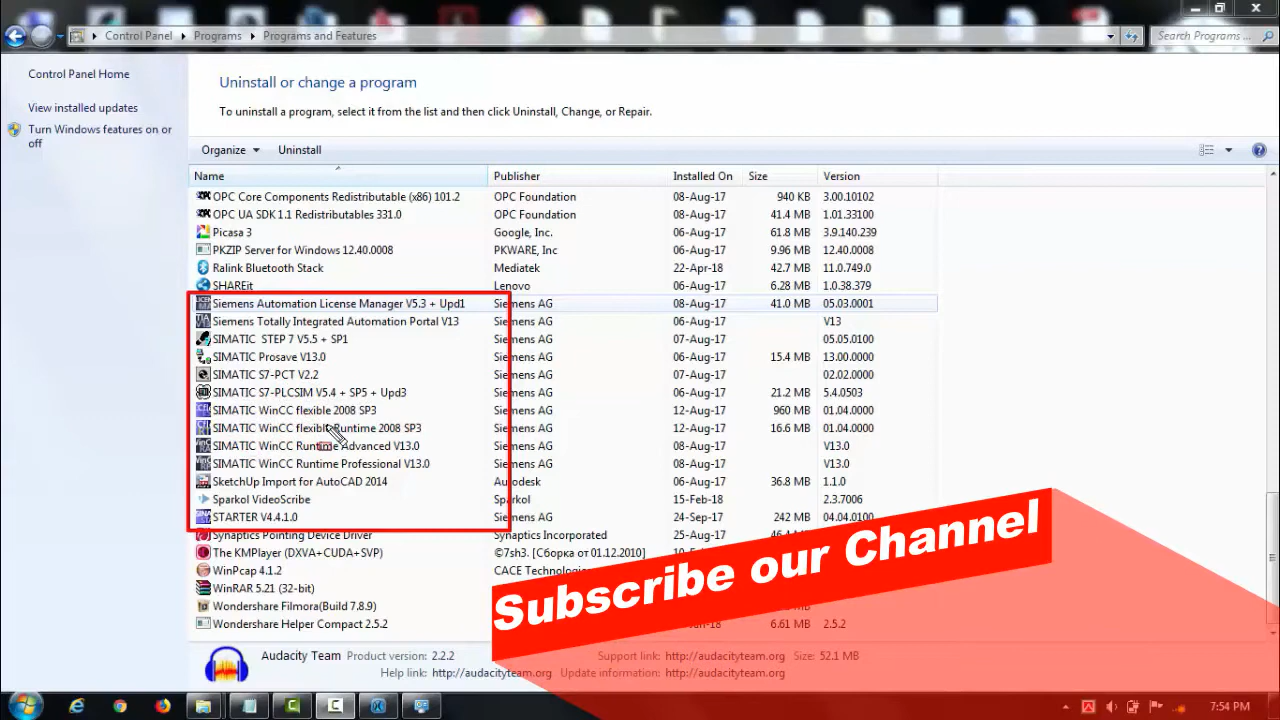 Control Panel ▸ Programs ▸ Programs and Features
Search Programs ...
Control Panel Home
View installed updates
Turn Windows features on or off
Uninstall or change a program
To uninstall a program, select it from the list and then click Uninstall, Change, or Repair.
Organize Uninstall
Name Publisher Installed On Size Version
OPC Core Components Redistributable (x86) 101.2 OPC Foundation 08-Aug-17 940 KB 3.00.10102
OPC UA SDK 1.1 Redistributables 331.0 OPC Foundation 08-Aug-17 41.4 MB 1.01.33100
Picasa 3 Google, Inc. 06-Aug-17 61.8 MB 3.9.140.239
PKZIP Server for Windows 12.40.0008 PKWARE, Inc 06-Aug-17 9.96 MB 12.40.0008
Ralink Bluetooth Stack Mediatek 22-Apr-18 42.7 MB 11.0.749.0
SHAREit Lenovo 06-Aug-17 6.28 MB 1.0.38.379
Siemens Automation License Manager V5.3 + Upd1 Siemens AG 08-Aug-17 41.0 MB 05.03.0001
Siemens Totally Integrated Automation Portal V13 Siemens AG 06-Aug-17 V13
SIMATIC STEP 7 V5.5 + SP1 Siemens AG 07-Aug-17 05.05.0100
SIMATIC Prosave V13.0 Siemens AG 06-Aug-17 15.4 MB 13.00.0000
SIMATIC S7-PCT V2.2 Siemens AG 07-Aug-17 02.02.0000
SIMATIC S7-PLCSIM V5.4 + SP5 + Upd3 Siemens AG 06-Aug-17 21.2 MB 5.4.0503
SIMATIC WinCC flexible 2008 SP3 Siemens AG 12-Aug-17 960 MB 01.04.0000
SIMATIC WinCC flexible Runtime 2008 SP3 Siemens AG 12-Aug-17 16.6 MB 01.04.0000
SIMATIC WinCC Runtime Advanced V13.0 Siemens AG 08-Aug-17 V13.0
SIMATIC WinCC Runtime Professional V13.0 Siemens AG 08-Aug-17 V13.0
SketchUp Import for AutoCAD 2014 Autodesk 06-Aug-17 36.8 MB 1.1.0
Sparkol VideoScribe Sparkol 15-Feb-18 2.3.7006
STARTER V4.4.1.0 Siemens AG 24-Sep-17 242 MB 04.04.0100
Synaptics Pointing Device Driver Synaptics Incorporated
The KMPlayer (DXVA+CUDA+SVP) ©7sh3. [Сборка от 01.12.2010]
WinPcap 4.1.2 CACE
WinRAR 5.21 (32-bit)
Wondershare Filmora(Build 7.8.9)
Wondershare Helper Compact 2.5.2 6.61 MB 2.5.2
Subscribe our Channel
Audacity Team Product version: 2.2.2 Support link: http://audacityteam.org Size: 52.1 MB
Help link: http://audacityteam.org Update information: http://audacityteam.org
7:54 PM